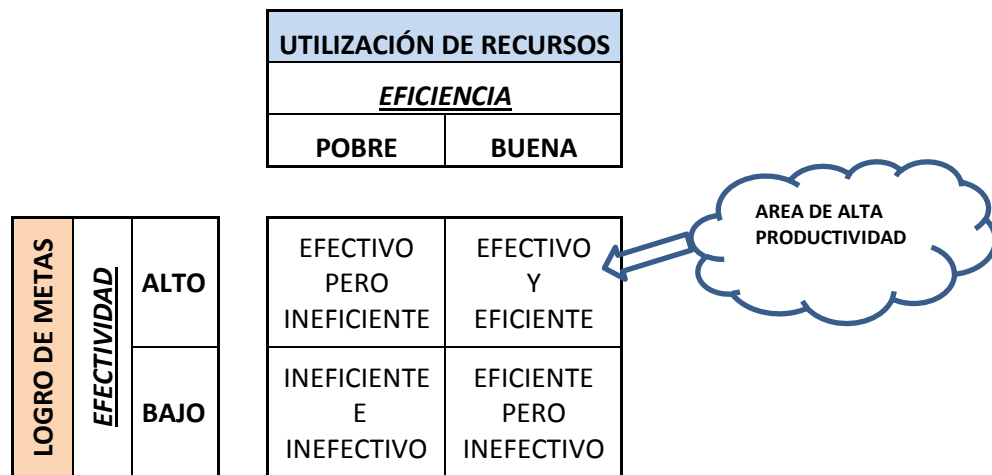 UTILIZACIÓN DE RECURSOS
EFICIENCIA
POBRE BUENA
AREA DE ALTA
PRODUCTIVIDAD
LOGRO DE METAS
EFECTIVIDAD
ALTO
EFECTIVO
PERO
INEFICIENTE
EFECTIVO
Y
EFICIENTE
BAJO
INEFICIENTE
E
INEFECTIVO
EFICIENTE
PERO
INEFECTIVO